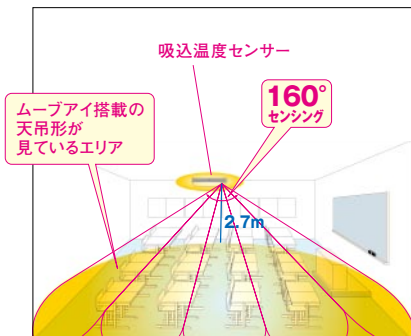 吸込温度センサー
160°
センシング
ムーブアイ搭載の
天吊形が
見ているエリア
2.7m